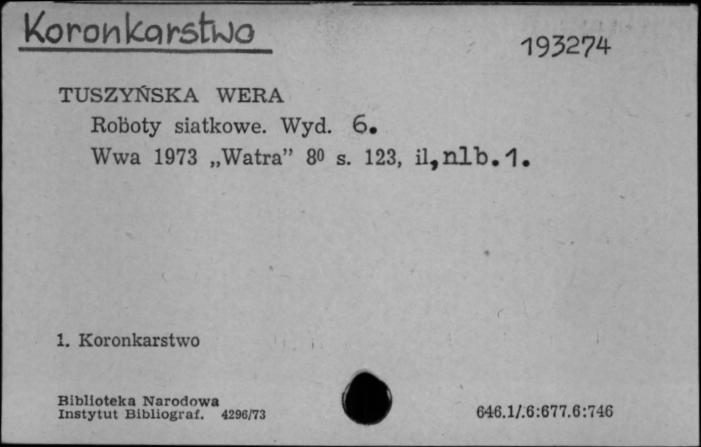 Koronkarstwo
193274
TUSZYŃSKA WERA
Roboty siatkowe. Wyd. 6.
Wwa 1973 „Watra” 8⁰ s. 123, il, nlb. 1.
1. Koronkarstwo
Biblioteka Narodowa
Instytut Bibliograf. 4296/73
646.1/.6:677.6:746